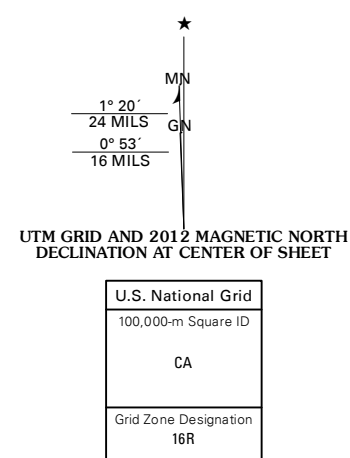 MN
1° 20´
24 MILS
GN
0° 53´
16 MILS
UTM GRID AND 2012 MAGNETIC NORTH
DECLINATION AT CENTER OF SHEET
U.S. National Grid
100,000-m Square ID
CA
Grid Zone Designation
16R